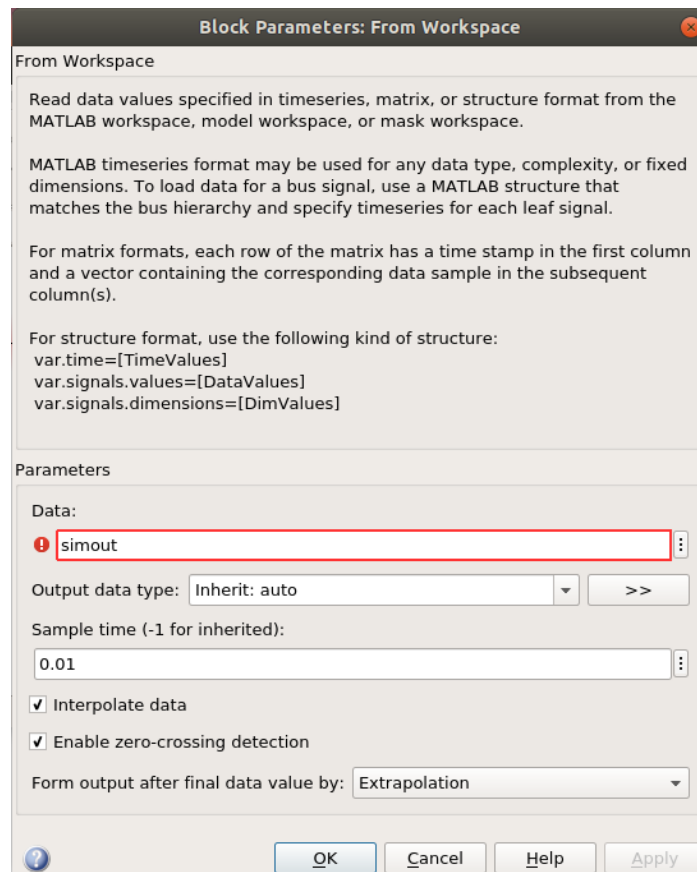 Block Parameters: From Workspace
From Workspace
Read data values specified in timeseries, matrix, or structure format from the
MATLAB workspace, model workspace, or mask workspace.
MATLAB timeseries format may be used for any data type, complexity, or fixed
dimensions. To load data for a bus signal, use a MATLAB structure that
matches the bus hierarchy and specify timeseries for each leaf signal.
For matrix formats, each row of the matrix has a time stamp in the first column
and a vector containing the corresponding data sample in the subsequent
column(s).
For structure format, use the following kind of structure:
var.time=[TimeValues]
var.signals.values=[DataValues]
var.signals.dimensions=[DimValues]
Parameters
Data:
simout
Output data type: Inherit: auto >>
Sample time (-1 for inherited):
0.01
Interpolate data
Enable zero-crossing detection
Form output after final data value by: Extrapolation
OK Cancel Help Apply